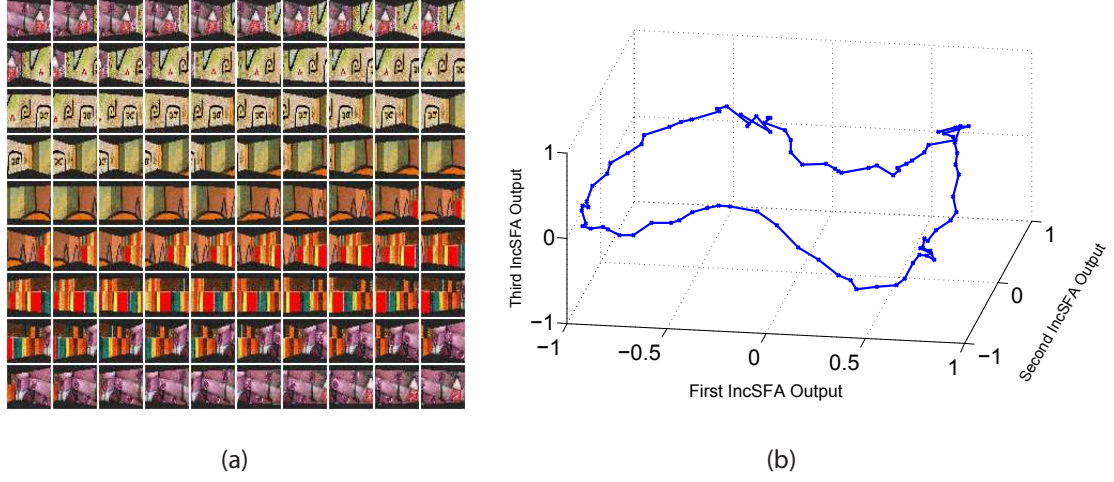 1
0
−1
−1
−0.5
0
0.5
1
−1
0
1
Third IncSFA Output
First IncSFA Output
Second IncSFA Output
(a)
(b)